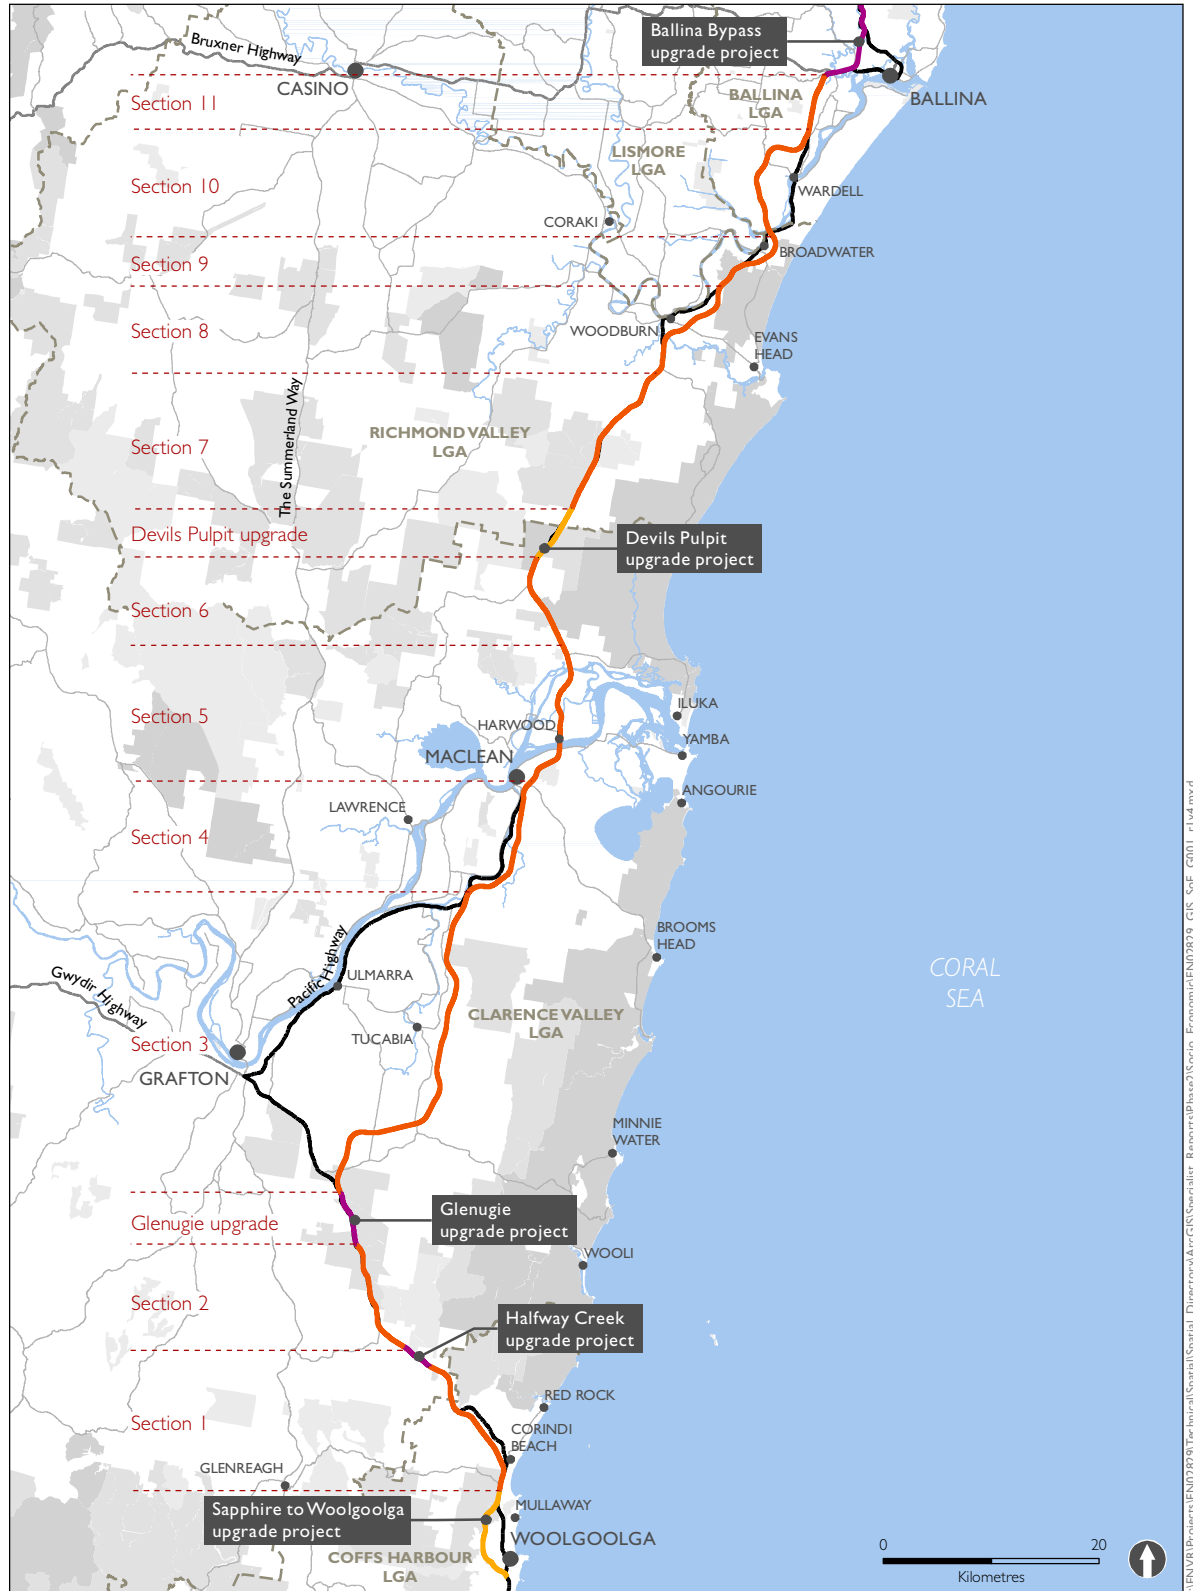 Ballina Bypass
upgrade project
Bruxner Highway
CASINO
BALLINA
LGA
BALLINA
Section 11
LISMORE
LGA
Section 10
WARDELL
CORAKI
BROADWATER
Section 9
Section 8
WOODBURN
EVANS
HEAD
The Summerland Way
RICHMOND VALLEY
LGA
Section 7
Devils Pulpit upgrade
Devils Pulpit
upgrade project
Section 6
Section 5
ILUKA
HARWOOD
YAMBA
MACLEAN
ANGOURIE
LAWRENCE
Section 4
BROOMS
HEAD
Pacific Highway
ULMARRA
CORAL
SEA
Gwydir Highway
CLARENCE VALLEY
LGA
TUCABIA
Section 3
GRAFTON
MINNIE
WATER
Glenugie upgrade
Glenugie
upgrade project
WOOLI
Section 2
Halfway Creek
upgrade project
RED ROCK
Section 1
CORINDI
BEACH
GLENREAGH
Sapphire to Woolgoolga
upgrade project
MULLAWAY
WOOLGOOLGA
COFFS HARBOUR
LGA
0 20
Kilometres